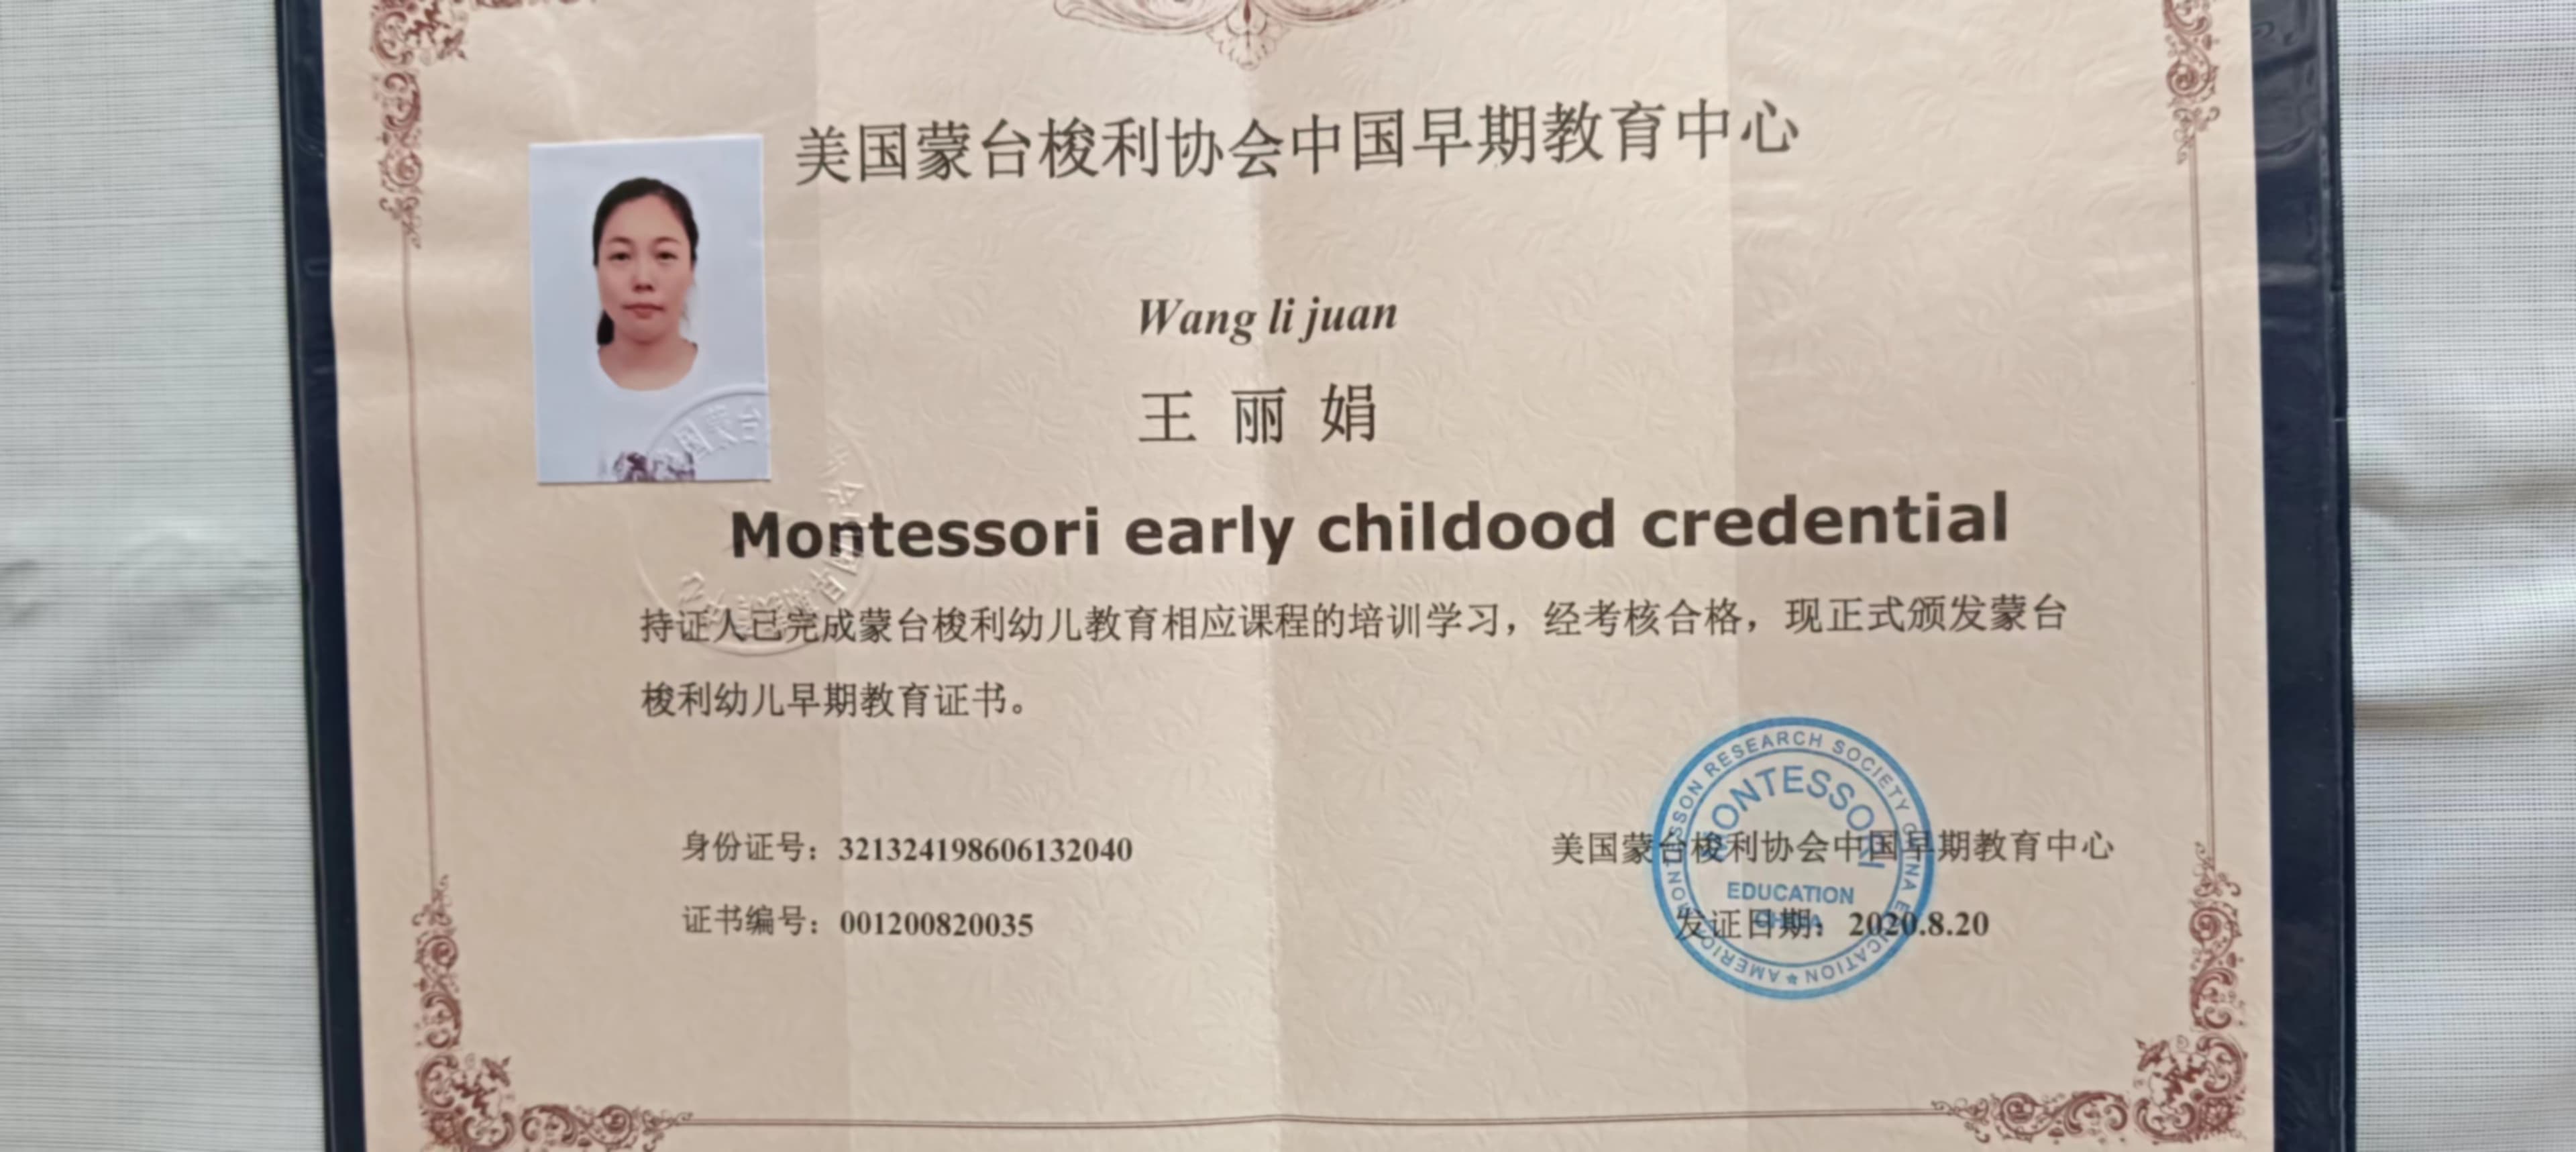 美国蒙台梭利协会中国早期教育中心
Wang li juan
王 丽 娟
Montessori early childood credential
持证人已完成蒙台梭利幼儿教育相应课程的培训学习，经考核合格，现正式颁发蒙台
梭利幼儿早期教育证书。
身份证号：321324198606132040
美国蒙台梭利协会中国早期教育中心
证书编号：001200820035
发证日期：2020.8.20
MONTESSORI
EDUCATION
RESEARCH SOCIETY